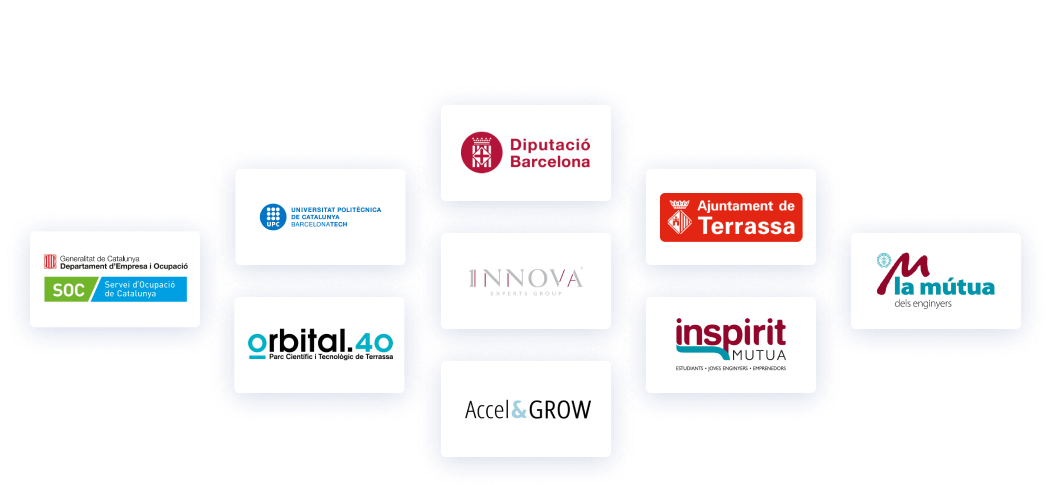 Diputació
Barcelona
UNIVERSITAT POLITÈCNICA
DE CATALUNYA
BARCELONATECH
UPC
Ajuntament de
Terrassa
Generalitat de Catalunya
Departament d'Empresa i Ocupació
SOC
Servei d'Ocupació
de Catalunya
INNOVA
EXPERTS GROUP
la mútua
dels enginyers
orbital.40
Parc Científic i Tecnològic de Terrassa
inspirit
MUTUA
ESTUDIANTS • JOVES ENGINYERS • EMPRENEDORS
Accel&GROW